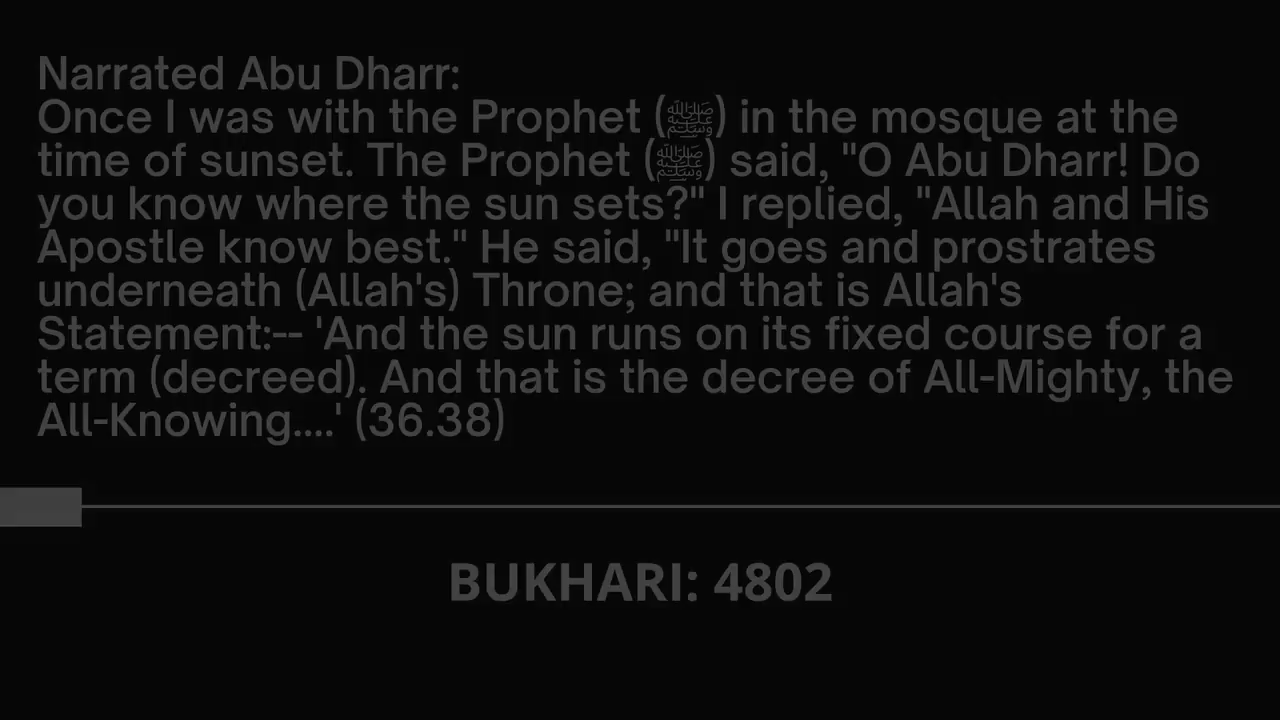 Narrated Abu Dharr:
Once I was with the Prophet (ﷺ) in the mosque at the
time of sunset. The Prophet (ﷺ) said, "O Abu Dharr! Do
you know where the sun sets?" I replied, "Allah and His
Apostle know best." He said, "It goes and prostrates
underneath (Allah's) Throne; and that is Allah's
Statement:-- 'And the sun runs on its fixed course for a
term (decreed). And that is the decree of All-Mighty, the
All-Knowing....' (36.38)
BUKHARI: 4802